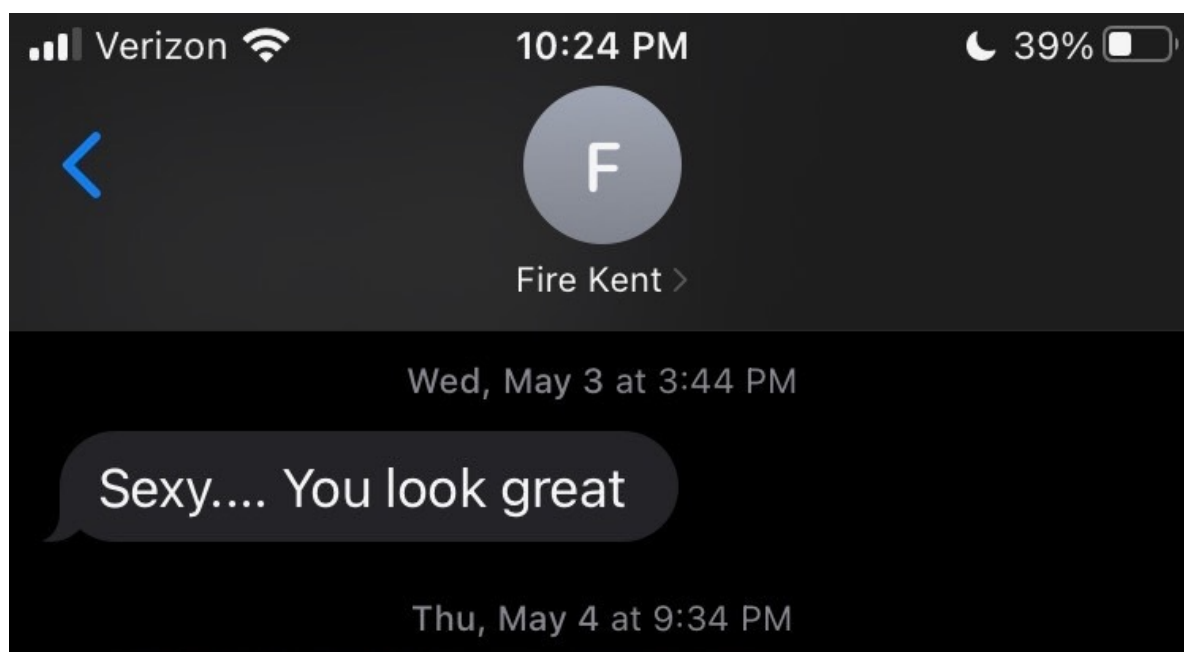 Verizon 10:24 PM 39%
F
Fire Kent
Wed, May 3 at 3:44 PM
Sexy.... You look great
Thu, May 4 at 9:34 PM